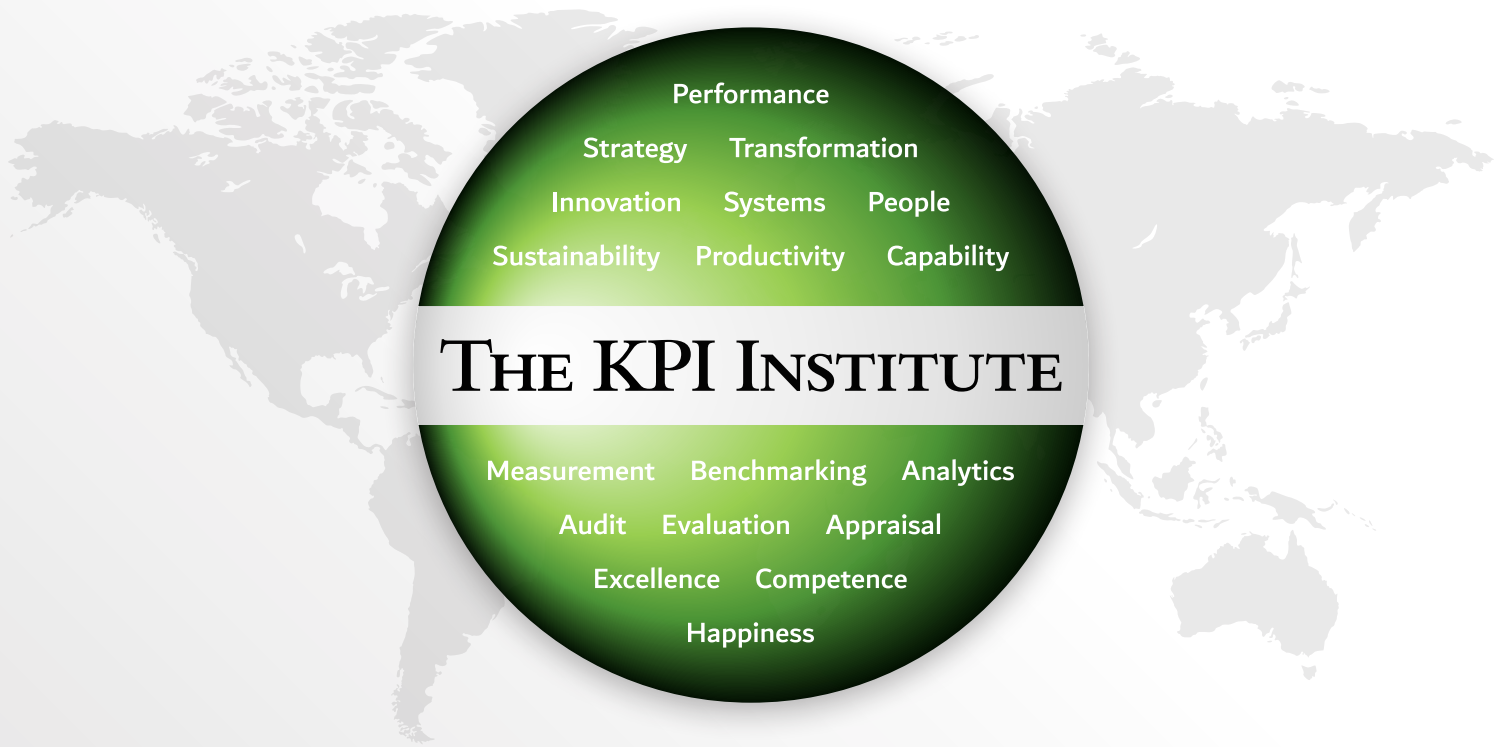 Performance
Strategy Transformation
Innovation Systems People
Sustainability Productivity Capability
The KPI Institute
Measurement Benchmarking Analytics
Audit Evaluation Appraisal
Excellence Competence
Happiness